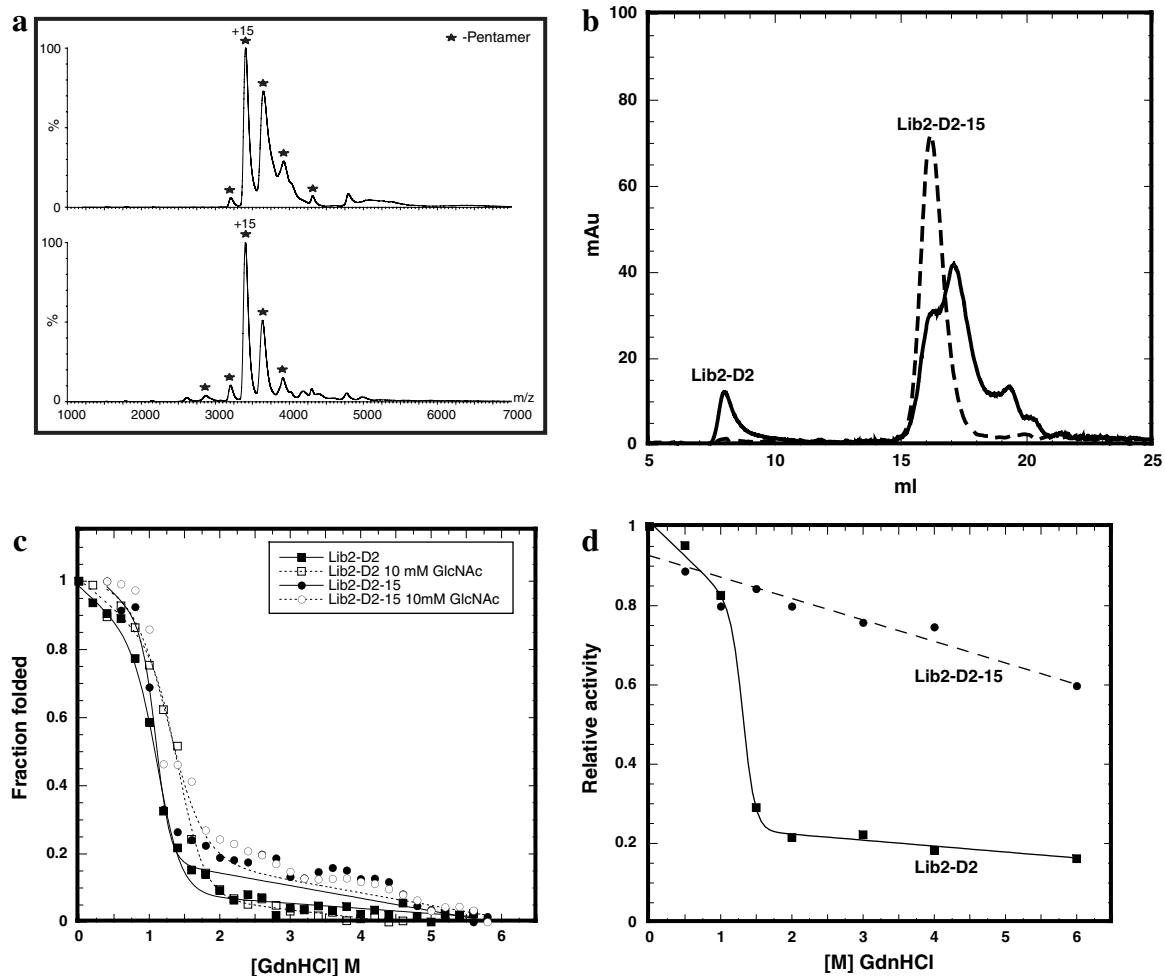 a
★ -Pentamer
+15
100
%
0
+15
100
%
0
1000 2000 3000 4000 5000 6000 7000
m/z
b
100
80
60
40
20
0
mAu
Lib2-D2-15
Lib2-D2
5 10 15 20 25
ml
c
Lib2-D2
Lib2-D2 10 mM GlcNAc
Lib2-D2-15
Lib2-D2-15 10mM GlcNAc
1
0.8
0.6
0.4
0.2
0
Fraction folded
0 1 2 3 4 5 6
[GdnHCl] M
d
1
0.8
0.6
0.4
0.2
0
Relative activity
Lib2-D2-15
Lib2-D2
0 1 2 3 4 5 6
[M] GdnHCl